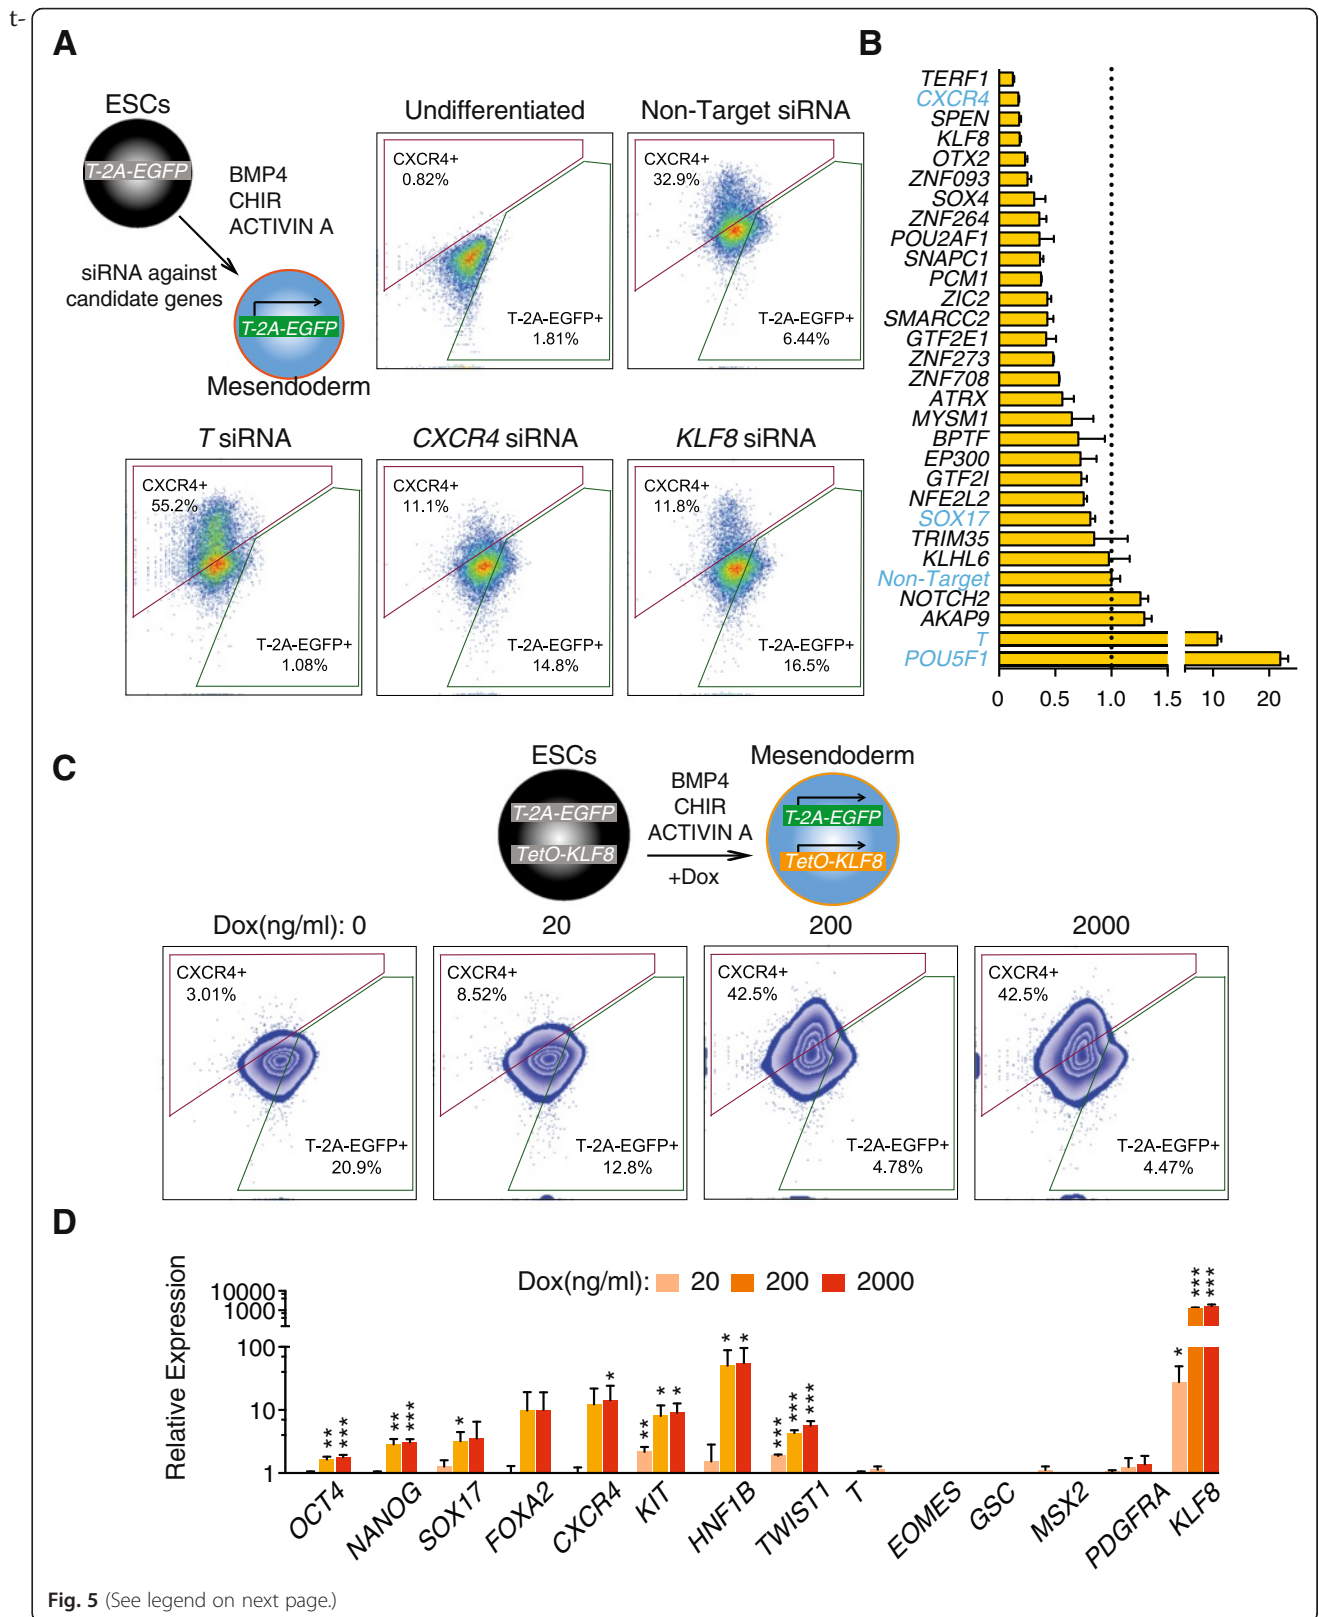 t-
A
ESCs
T-2A-EGFP
BMP4
CHIR
ACTIVIN A
siRNA against
candidate genes
T-2A-EGFP
Mesendoderm
Undifferentiated
CXCR4+
0.82%
T-2A-EGFP+
1.81%
Non-Target siRNA
CXCR4+
32.9%
T-2A-EGFP+
6.44%
T siRNA
CXCR4+
55.2%
T-2A-EGFP+
1.08%
CXCR4 siRNA
CXCR4+
11.1%
T-2A-EGFP+
14.8%
KLF8 siRNA
CXCR4+
11.8%
T-2A-EGFP+
16.5%
B
TERF1
CXCR4
SPEN
KLF8
OTX2
ZNF093
SOX4
ZNF264
POU2AF1
SNAPC1
PCM1
ZIC2
SMARCC2
GTF2E1
ZNF273
ZNF708
ATRX
MYSM1
BPTF
EP300
GTF2I
NFE2L2
SOX17
TRIM35
KLHL6
Non-Target
NOTCH2
AKAP9
T
POU5F1
0 0.5 1.0 1.5 10 20
C
ESCs
T-2A-EGFP
TetO-KLF8
BMP4
CHIR
ACTIVIN A
+Dox
Mesendoderm
T-2A-EGFP
TetO-KLF8
Dox(ng/ml): 0
20
200
2000
CXCR4+
3.01%
T-2A-EGFP+
20.9%
CXCR4+
8.52%
T-2A-EGFP+
12.8%
CXCR4+
42.5%
T-2A-EGFP+
4.78%
CXCR4+
42.5%
T-2A-EGFP+
4.47%
D
Dox(ng/ml): 20 200 2000
Relative Expression
10000
1000
100
10
1
** ***
** ***
*
*
** * *
* *
*** *** ***
* *** ***
OCT4
NANOG
SOX17
FOXA2
CXCR4
KIT
HNF1B
TWIST1
T
EOMES
GSC
MSX2
PDGFRA
KLF8
Fig. 5 (See legend on next page.)